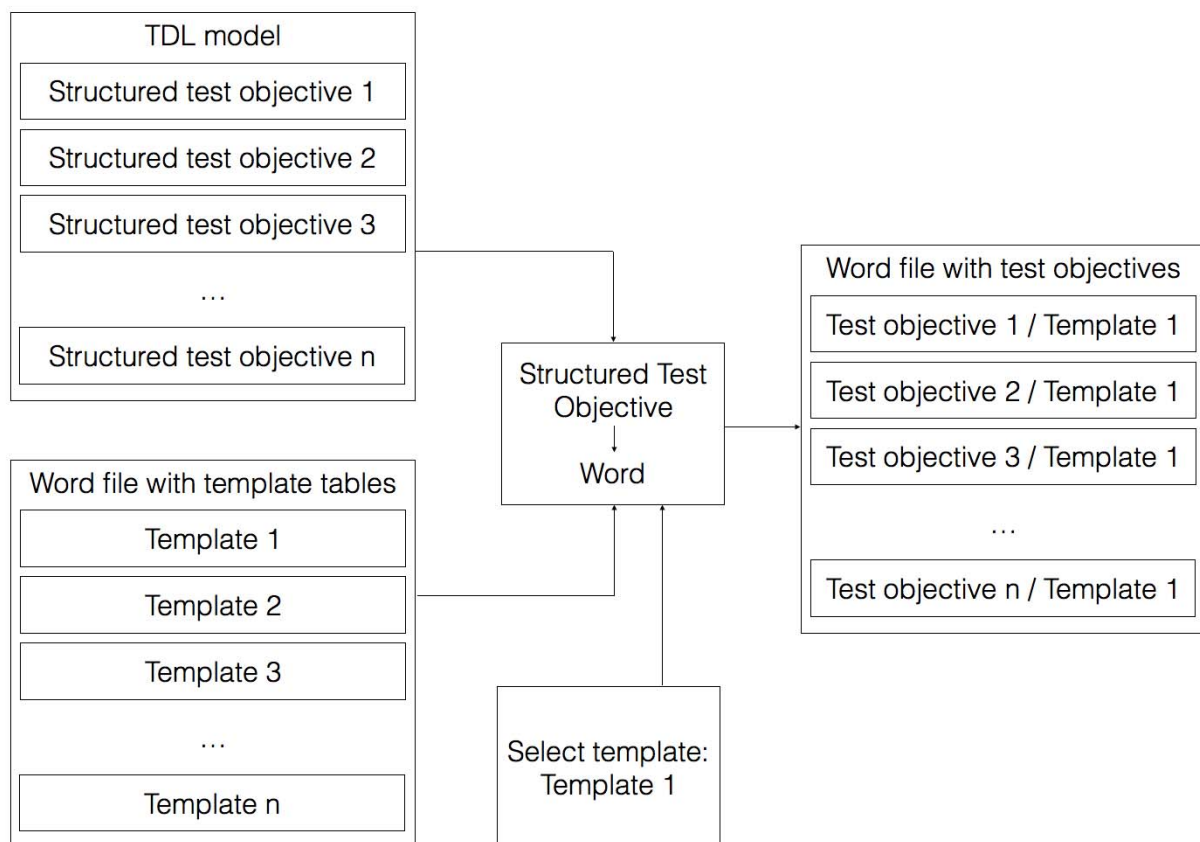 TDL model
Structured test objective 1
Structured test objective 2
Structured test objective 3
...
Structured test objective n
Word file with template tables
Template 1
Template 2
Template 3
...
Template n
Structured Test
Objective
Word
Select template:
Template 1
Word file with test objectives
Test objective 1 / Template 1
Test objective 2 / Template 1
Test objective 3 / Template 1
...
Test objective n / Template 1